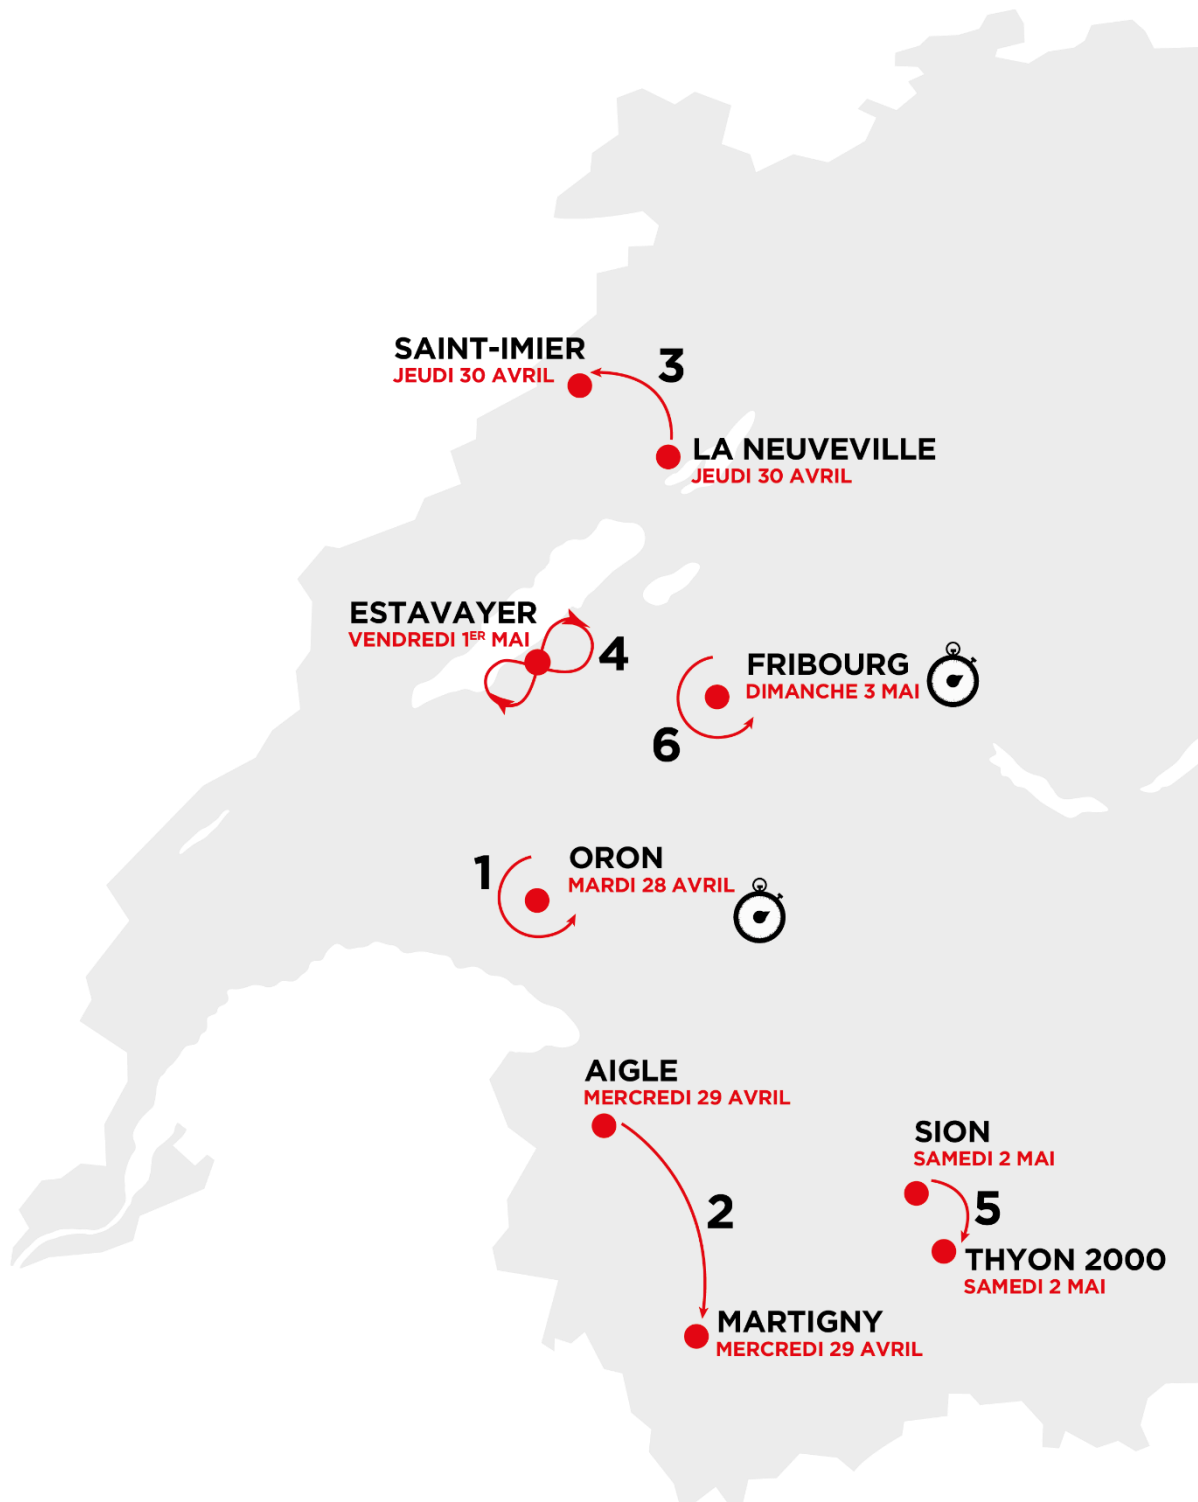 SAINT-IMIER
JEUDI 30 AVRIL
3
LA NEUVEVILLE
JEUDI 30 AVRIL
ESTAVAYER
VENDREDI 1ER MAI
4
FRIBOURG
DIMANCHE 3 MAI
6
1
ORON
MARDI 28 AVRIL
AIGLE
MERCREDI 29 AVRIL
2
SION
SAMEDI 2 MAI
5
THYON 2000
SAMEDI 2 MAI
MARTIGNY
MERCREDI 29 AVRIL